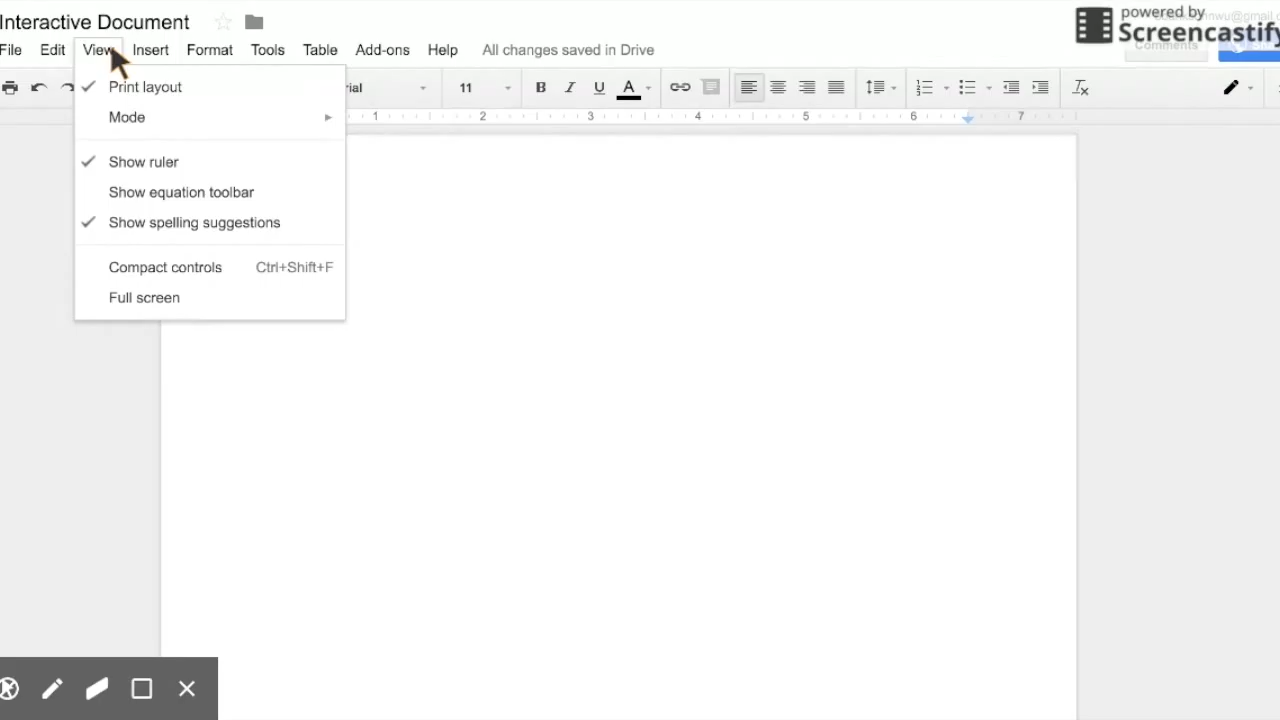 Interactive Document
powered by
Screencastify
File Edit View Insert Format Tools Table Add-ons Help All changes saved in Drive
Comments
rial 11 B I U A
1 2 3 4 5 6 7
Print layout
Mode
Show ruler
Show equation toolbar
Show spelling suggestions
Compact controls Ctrl+Shift+F
Full screen